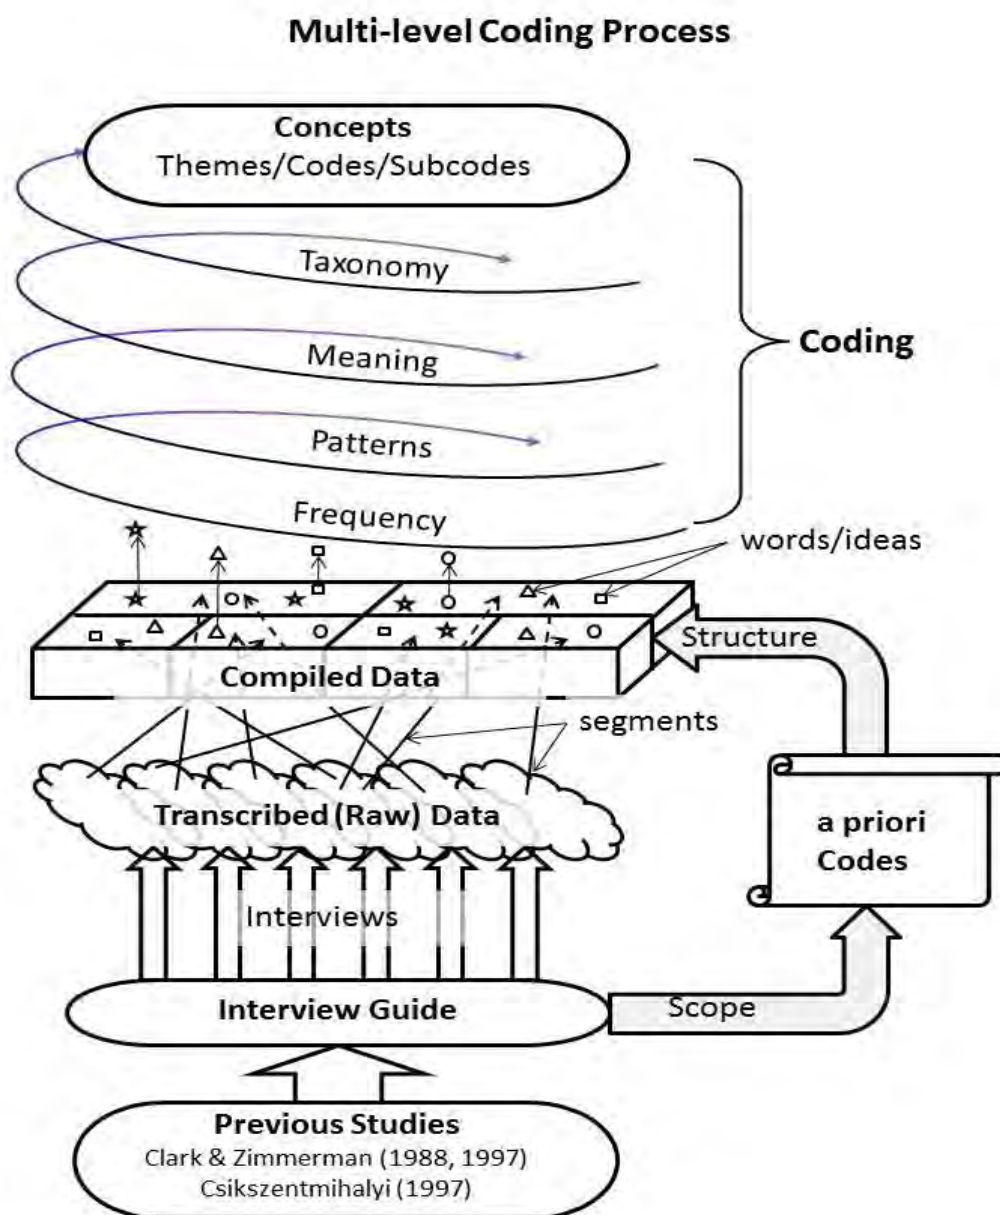 Multi-level Coding Process
Concepts
Themes/Codes/Subcodes
Taxonomy
Meaning
Coding
Patterns
Frequency
words/ideas
Structure
Compiled Data
segments
Transcribed (Raw) Data
a priori
Codes
Interviews
Interview Guide
Scope
Previous Studies
Clark & Zimmerman (1988, 1997)
Csikszentmihalyi (1997)